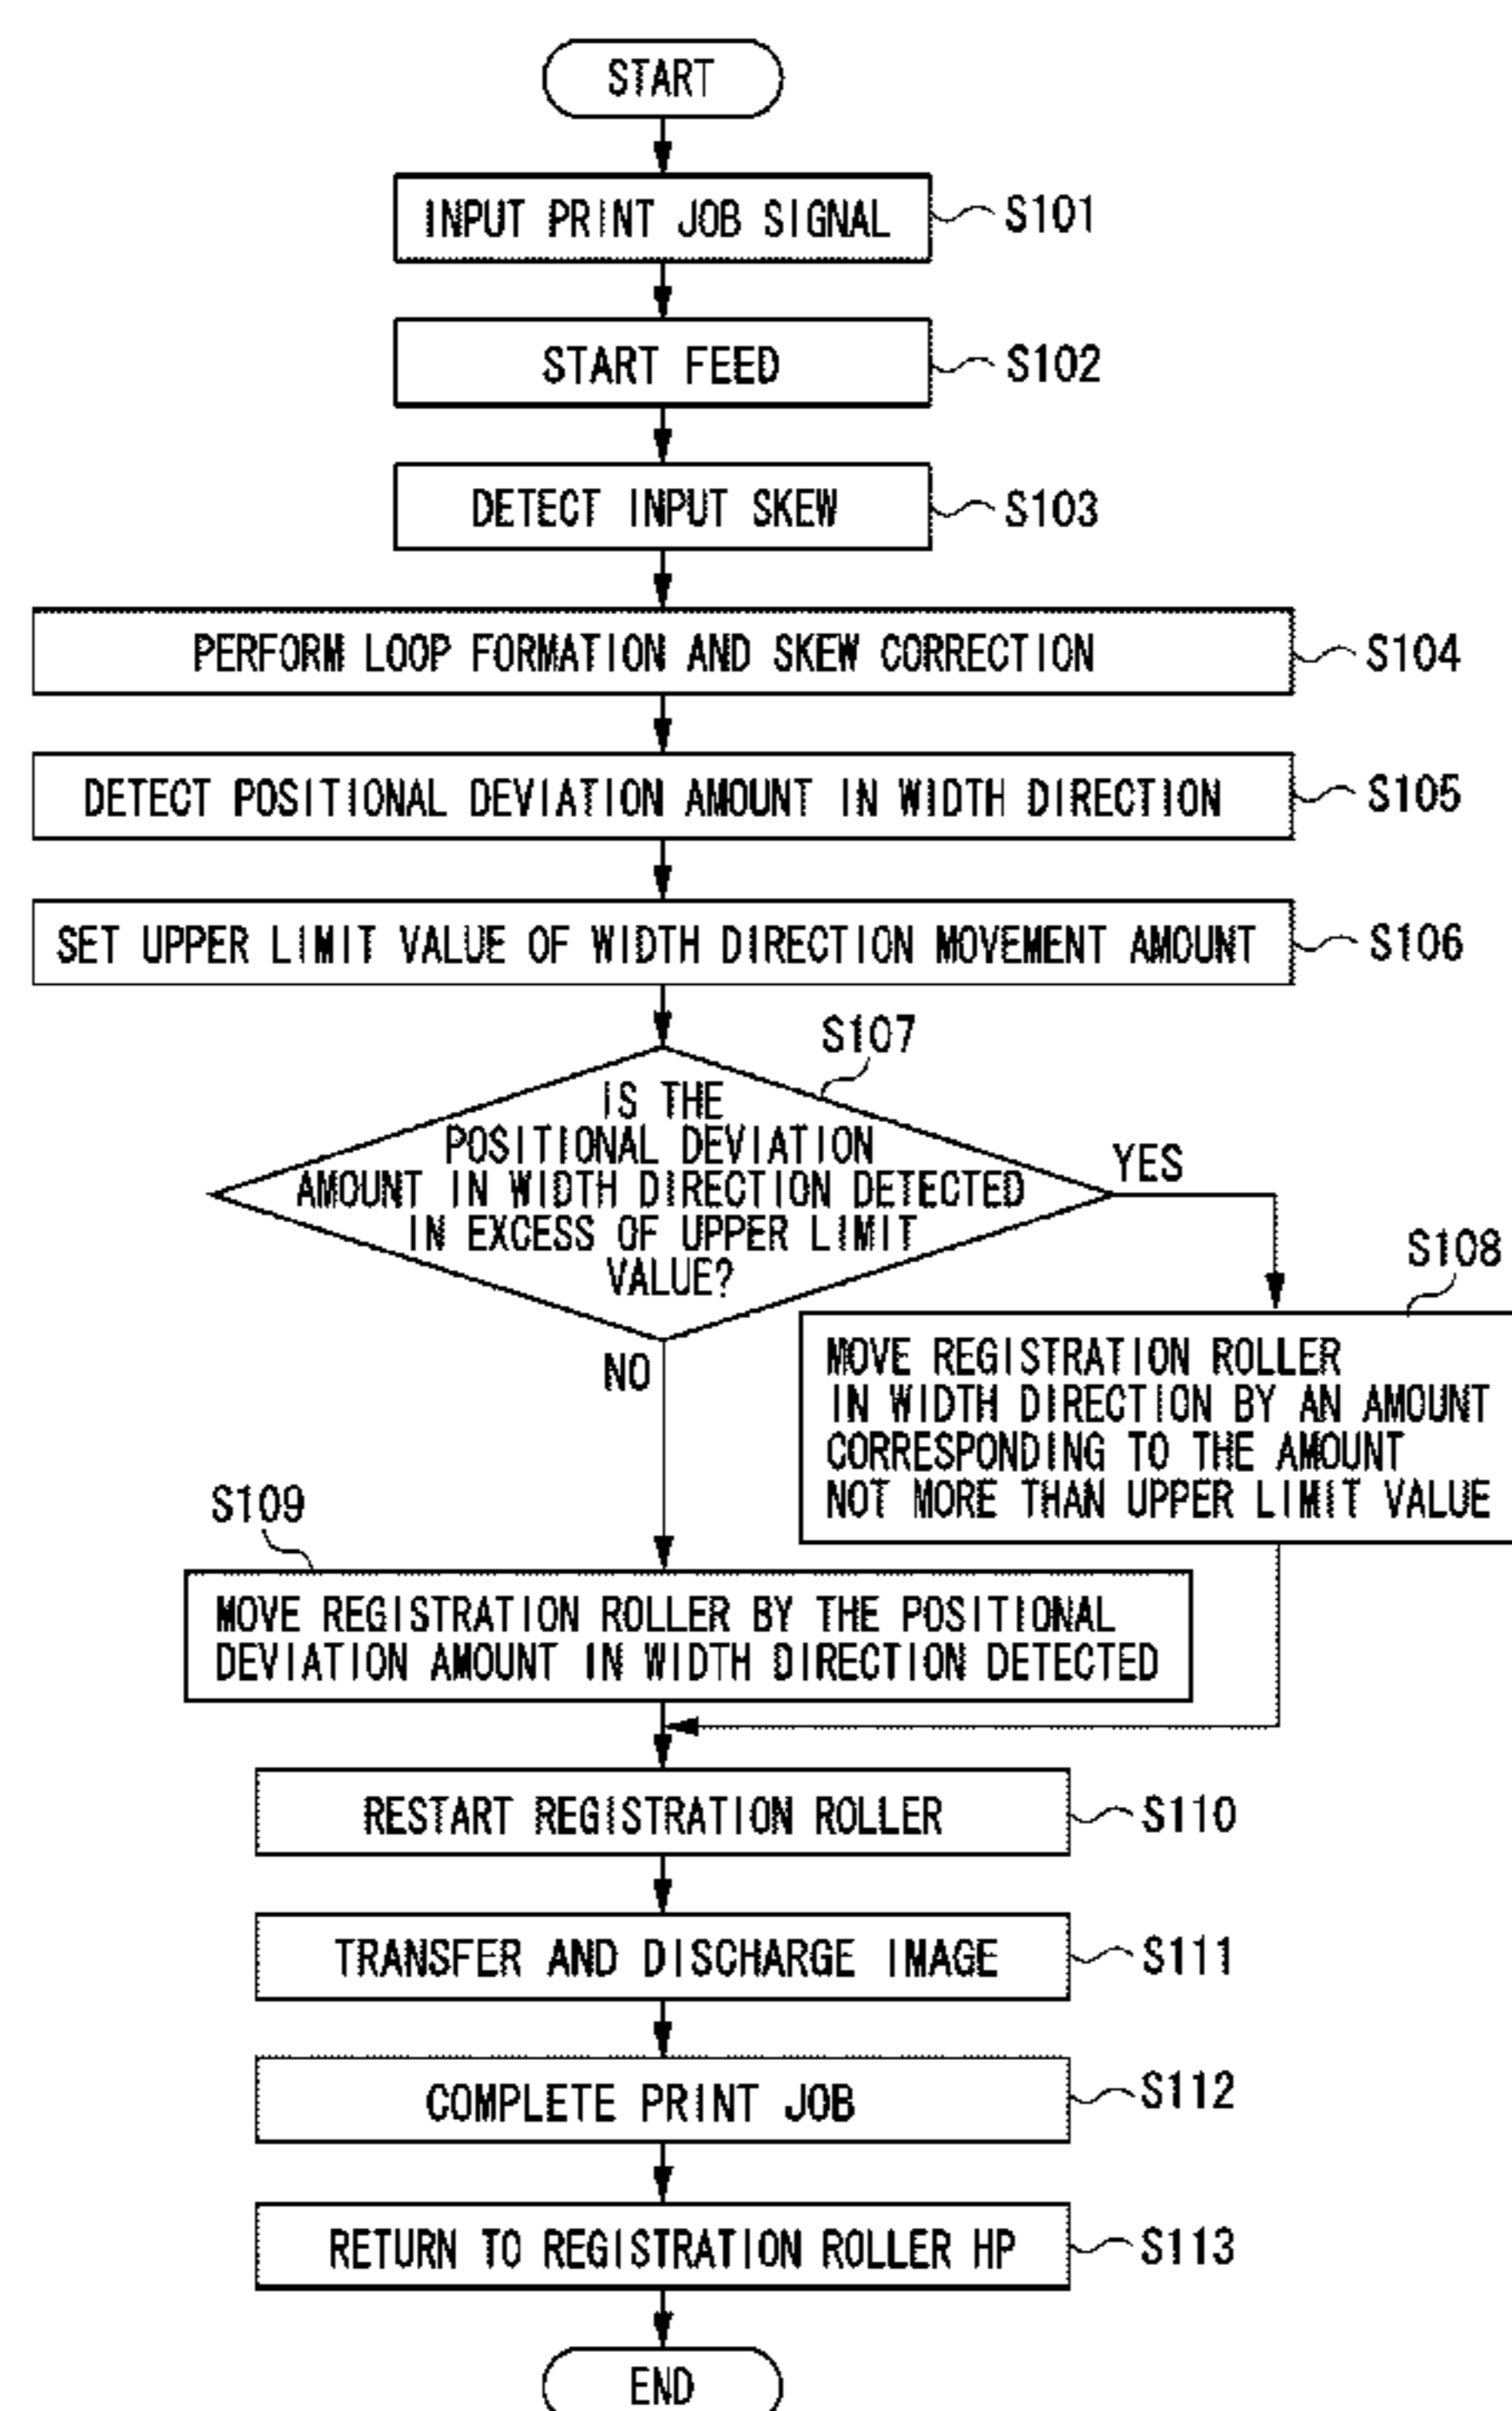 START
INPUT PRINT JOB SIGNAL
S101
START FEED
S102
DETECT INPUT SKEW
S103
PERFORM LOOP FORMATION AND SKEW CORRECTION
S104
DETECT POSITIONAL DEVIATION AMOUNT IN WIDTH DIRECTION
S105
SET UPPER LIMIT VALUE OF WIDTH DIRECTION MOVEMENT AMOUNT
S106
S107
IS THE
POSITIONAL DEVIATION
AMOUNT IN WIDTH DIRECTION DETECTED
IN EXCESS OF UPPER LIMIT
VALUE?
YES
NO
S108
MOVE REGISTRATION ROLLER
IN WIDTH DIRECTION BY AN AMOUNT
CORRESPONDING TO THE AMOUNT
NOT MORE THAN UPPER LIMIT VALUE
S109
MOVE REGISTRATION ROLLER BY THE POSITIONAL
DEVIATION AMOUNT IN WIDTH DIRECTION DETECTED
RESTART REGISTRATION ROLLER
S110
TRANSFER AND DISCHARGE IMAGE
S111
COMPLETE PRINT JOB
S112
RETURN TO REGISTRATION ROLLER HP
S113
END